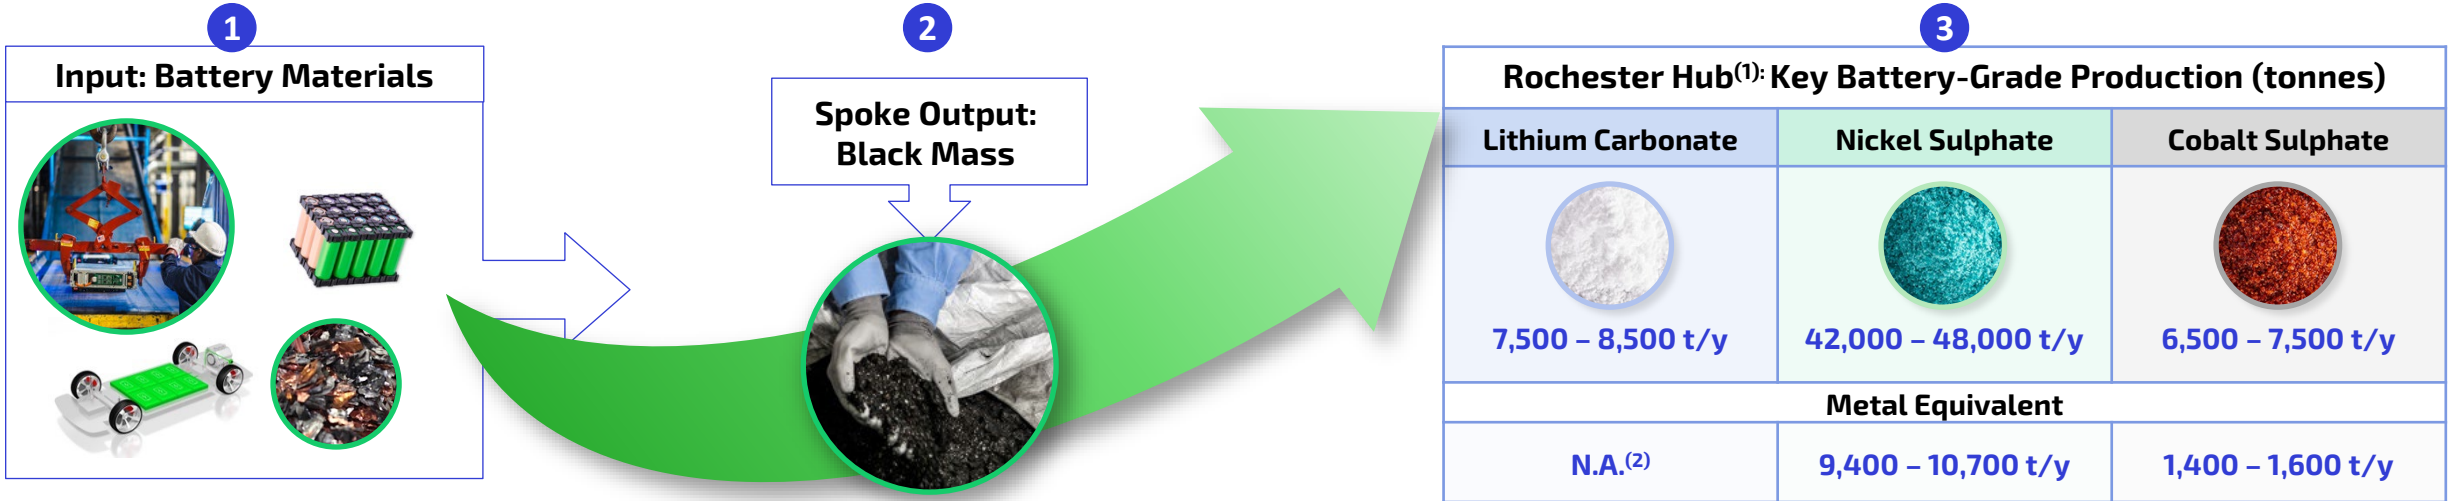 1
Input: Battery Materials
2
Spoke Output:
Black Mass
3
Rochester Hub(1): Key Battery-Grade Production (tonnes)
Lithium Carbonate
Nickel Sulphate
Cobalt Sulphate
7,500 – 8,500 t/y
42,000 – 48,000 t/y
6,500 – 7,500 t/y
Metal Equivalent
N.A.(2)
9,400 – 10,700 t/y
1,400 – 1,600 t/y